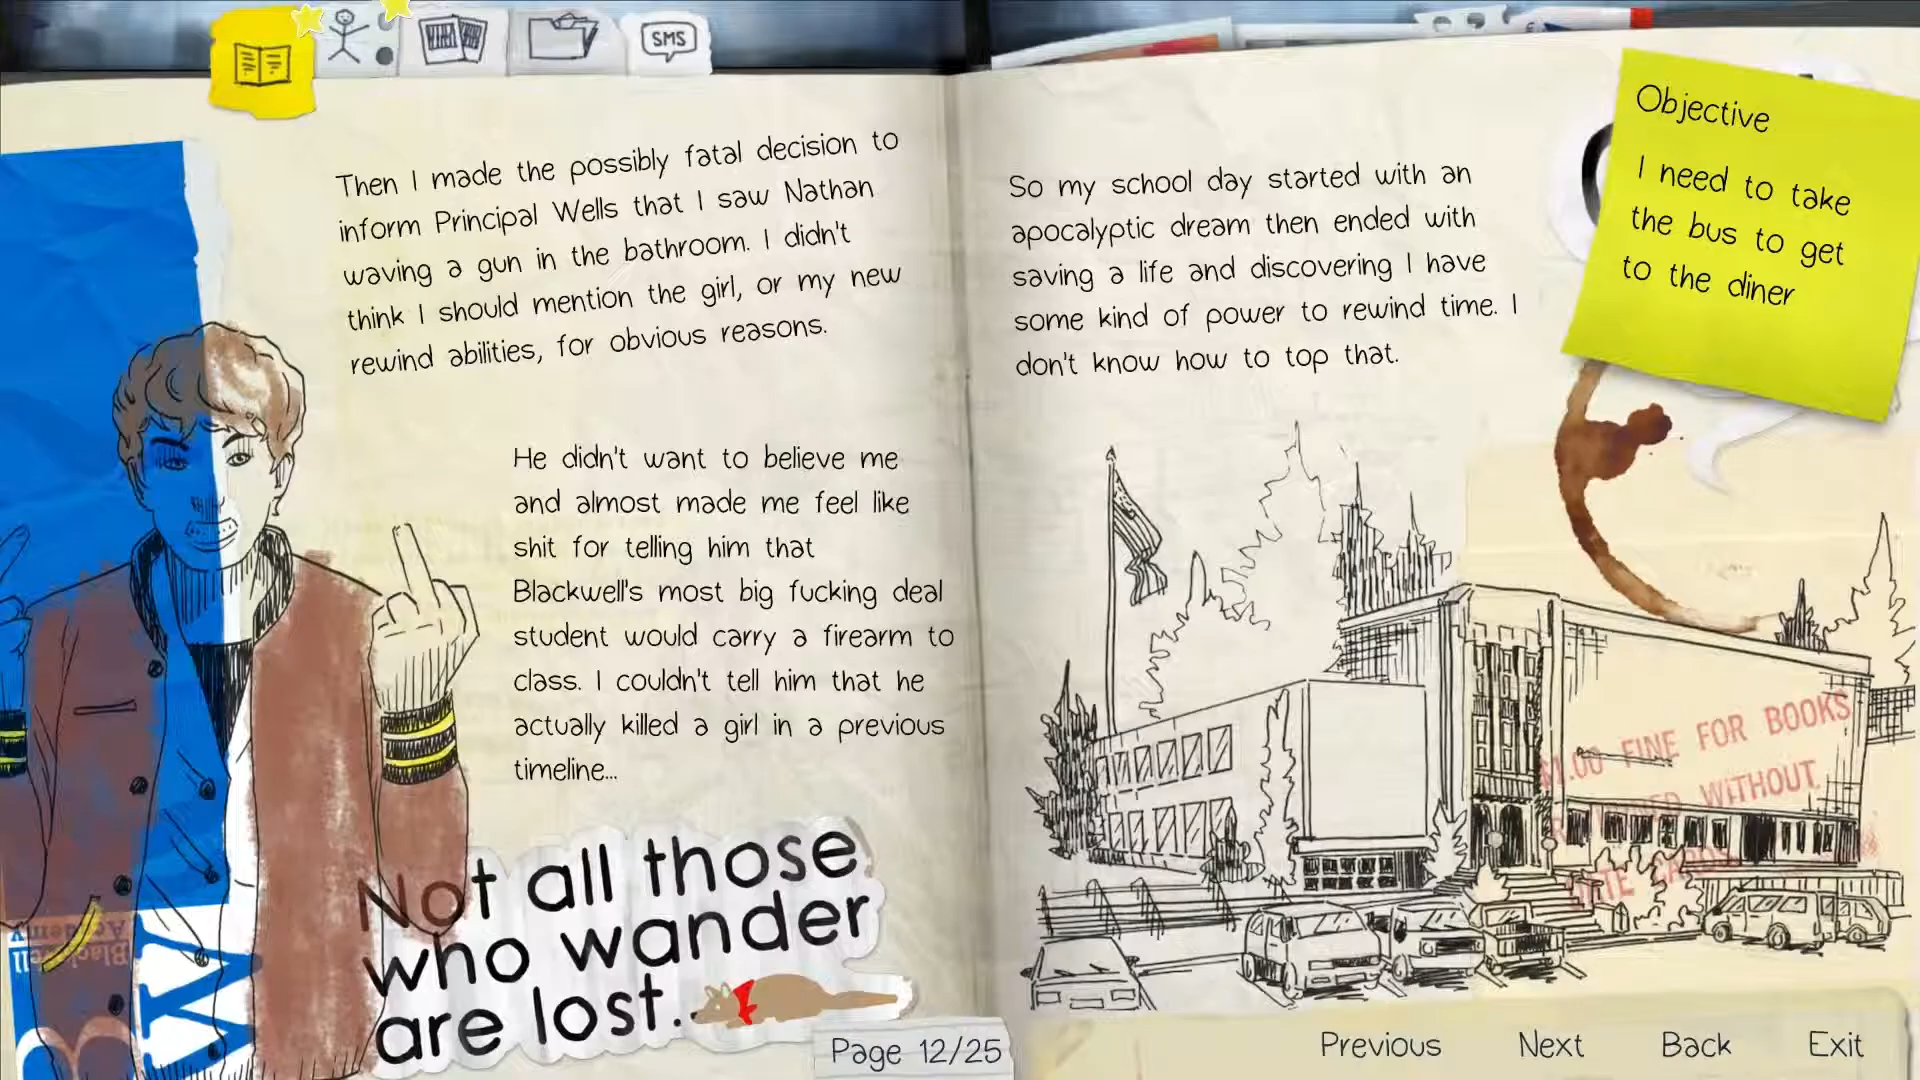 SMS
Then I made the possibly fatal decision to
inform Principal Wells that I saw Nathan
waving a gun in the bathroom. I didn't
think I should mention the girl, or my new
rewind abilities, for obvious reasons.
He didn't want to believe me
and almost made me feel like
shit for telling him that
Blackwell's most big fucking deal
student would carry a firearm to
class. I couldn't tell him that he
actually killed a girl in a previous
timeline...
Not all those
who wander
are lost.
Blackwell
Academy
Page 12/25
So my school day started with an
apocalyptic dream then ended with
saving a life and discovering I have
some kind of power to rewind time. I
don't know how to top that.
Objective
I need to take
the bus to get
to the diner
$1.00 FINE FOR BOOKS
WITHOUT
Previous
Next
Back
Exit